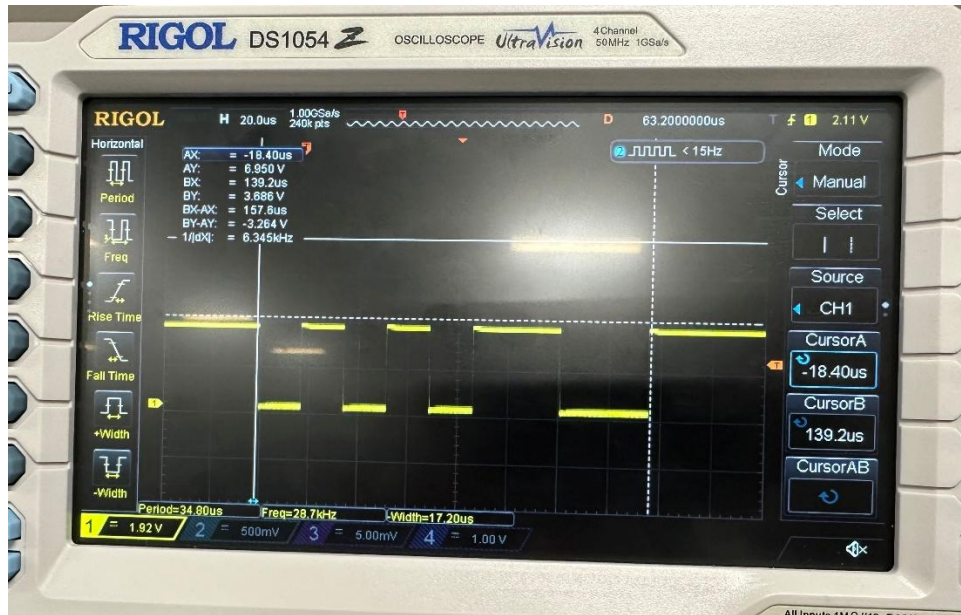 RIGOL DS1054 Z OSCILLOSCOPE UltraVision 4 Channel 50MHz 1GSa/s
RIGOL H 20.0us 1.00GSa/s 240k pts D 63.2000000us T 1 2.11 V
Horizontal
Period
Freq
Rise Time
Fall Time
+Width
-Width
AX: = -18.40us
AY: = 6.950 V
BX: = 139.2us
BY: = 3.686 V
BX-AX: = 157.6us
BY-AY: = -3.264 V
1/|dX|: = 6.345kHz
2 < 15Hz
T
1
Cursor
Mode
Manual
Select
Source
CH1
CursorA
-18.40us
CursorB
139.2us
CursorAB
Period=34.80us Freq=28.7kHz -Width=17.20us
1 = 1.92 V 2 = 500mV 3 = 5.00mV 4 = 1.00 V